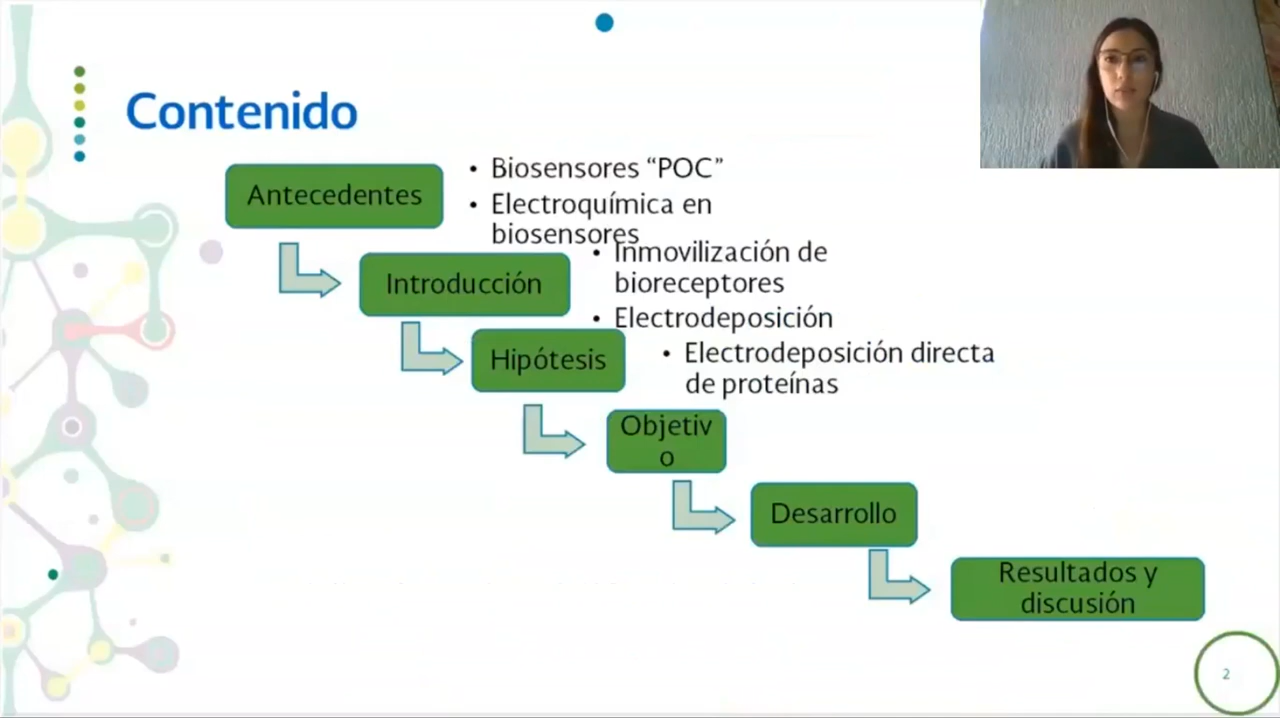 Contenido
Antecedentes
• Biosensores “POC”
• Electroquímica en
biosensores
Introducción
• Inmovilización de
bioreceptores
• Electrodeposición
Hipótesis
• Electrodeposición directa
de proteínas
Objetiv
o
Desarrollo
Resultados y
discusión
2